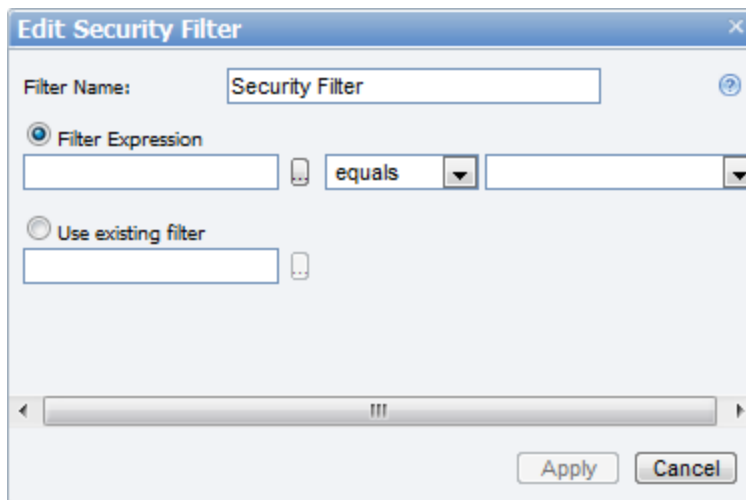 Edit Security Filter
Filter Name: Security Filter
Filter Expression
... equals
Use existing filter
...
Apply Cancel